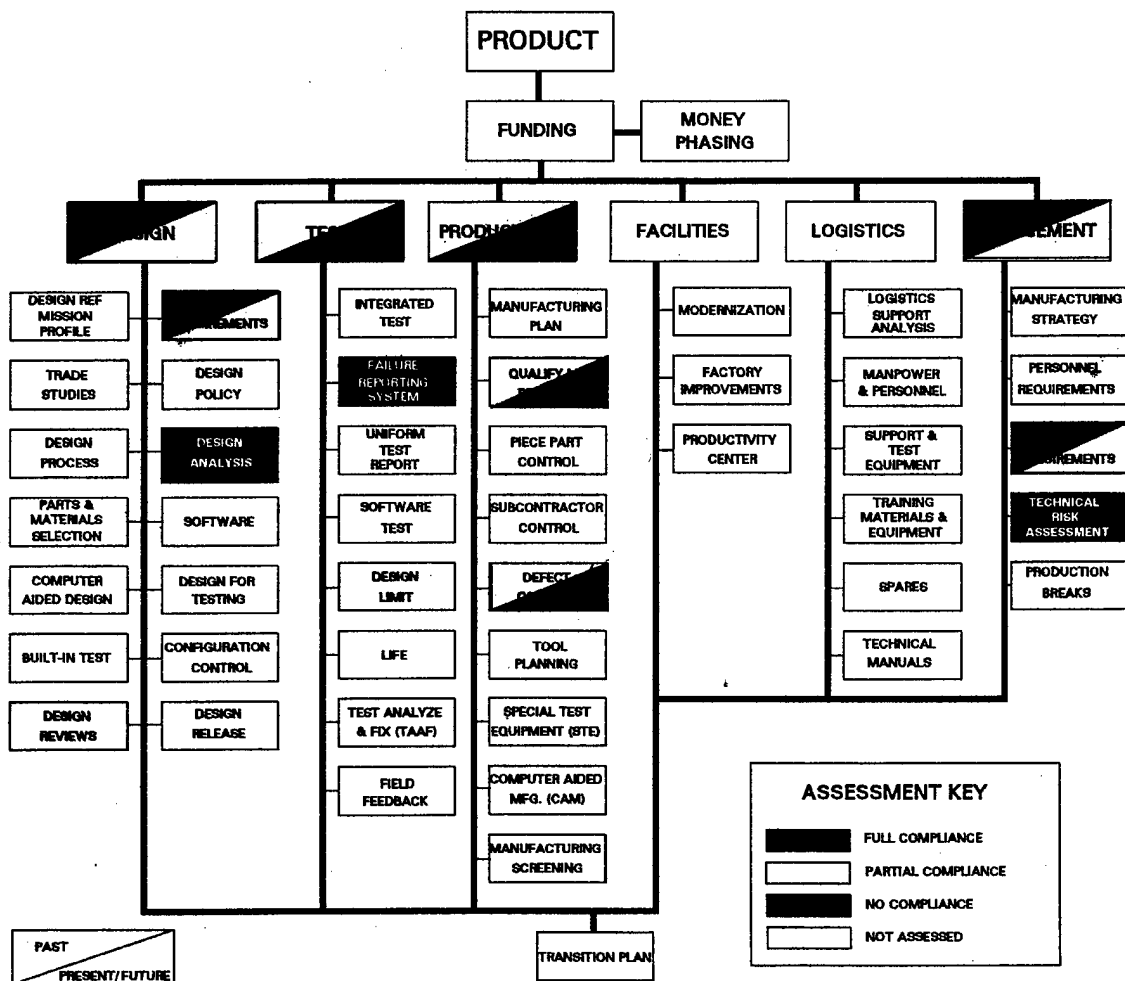 PRODUCT
FUNDING
MONEY
PHASING
FACILITIES
LOGISTICS
DESIGN REF
MISSION
PROFILE
TRADE
STUDIES
DESIGN
PROCESS
PARTS &
MATERIALS
SELECTION
COMPUTER
AIDED DESIGN
BUILT-IN TEST
DESIGN
REVIEWS
DESIGN
POLICY
DESIGN
ANALYSIS
SOFTWARE
DESIGN FOR
TESTING
CONFIGURATION
CONTROL
DESIGN
RELEASE
INTEGRATED
TEST
FAILURE
REPORTING
SYSTEM
UNIFORM
TEST
REPORT
SOFTWARE
TEST
DESIGN
LIMIT
LIFE
TEST ANALYZE
& FIX (TAAF)
FIELD
FEEDBACK
MANUFACTURING
PLAN
QUALIFY
PIECE PART
CONTROL
SUBCONTRACTOR
CONTROL
DEFECT
TOOL
PLANNING
SPECIAL TEST
EQUIPMENT (STE)
COMPUTER AIDED
MFG. (CAM)
MANUFACTURING
SCREENING
MODERNIZATION
FACTORY
IMPROVEMENTS
PRODUCTIVITY
CENTER
LOGISTICS
SUPPORT
ANALYSIS
MANPOWER
& PERSONNEL
SUPPORT &
TEST
EQUIPMENT
TRAINING
MATERIALS &
EQUIPMENT
SPARES
TECHNICAL
MANUALS
MANUFACTURING
STRATEGY
PERSONNEL
REQUIREMENTS
TECHNICAL
RISK
ASSESSMENT
PRODUCTION
BREAKS
ASSESSMENT KEY
FULL COMPLIANCE
PARTIAL COMPLIANCE
NO COMPLIANCE
NOT ASSESSED
PAST
PRESENT/FUTURE
TRANSITION PLAN